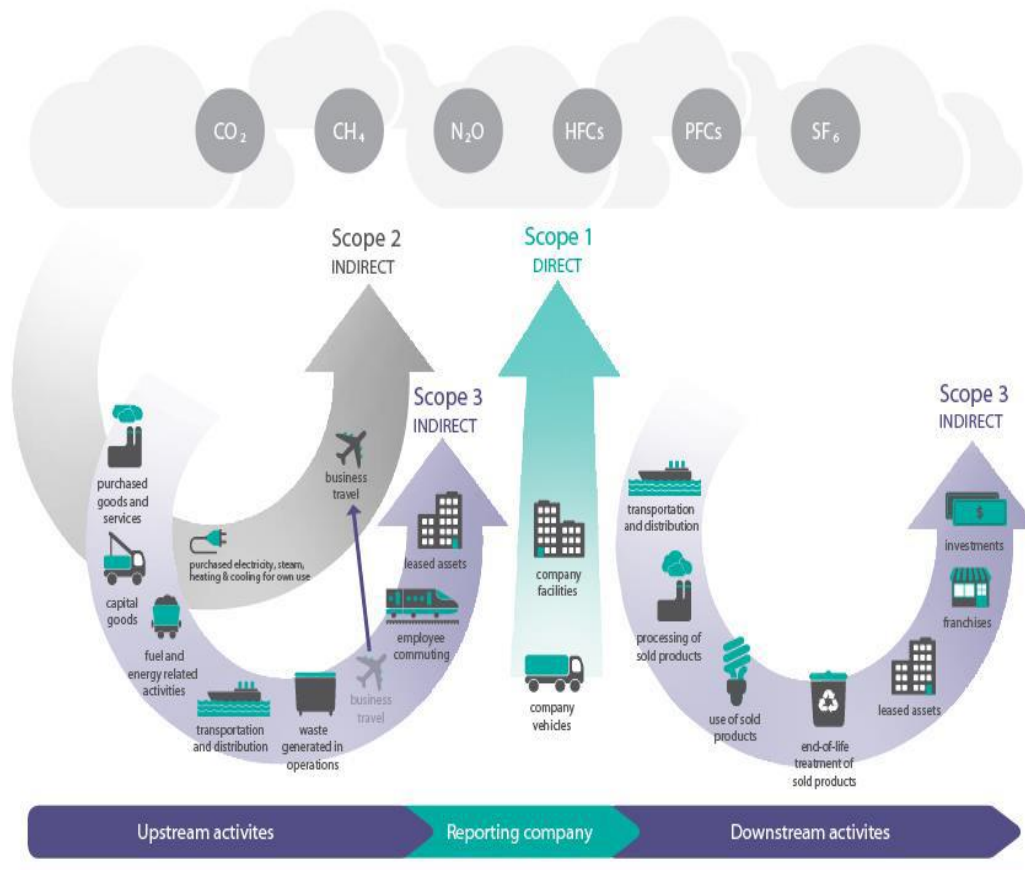 CO₂
CH₄
N₂O
HFCs
PFCs
SF₆
Scope 2
INDIRECT
Scope 1
DIRECT
Scope 3
INDIRECT
Scope 3
INDIRECT
purchased
goods and
services
capital
goods
fuel and
energy related
activities
transportation
and distribution
waste
generated in
operations
business
travel
employee
commuting
leased assets
purchased electricity, steam,
heating & cooling for own use
business
travel
company
facilities
company
vehicles
transportation
and distribution
processing of
sold products
use of sold
products
end-of-life
treatment of
sold products
leased assets
franchises
investments
$
Upstream activites
Reporting company
Downstream activites